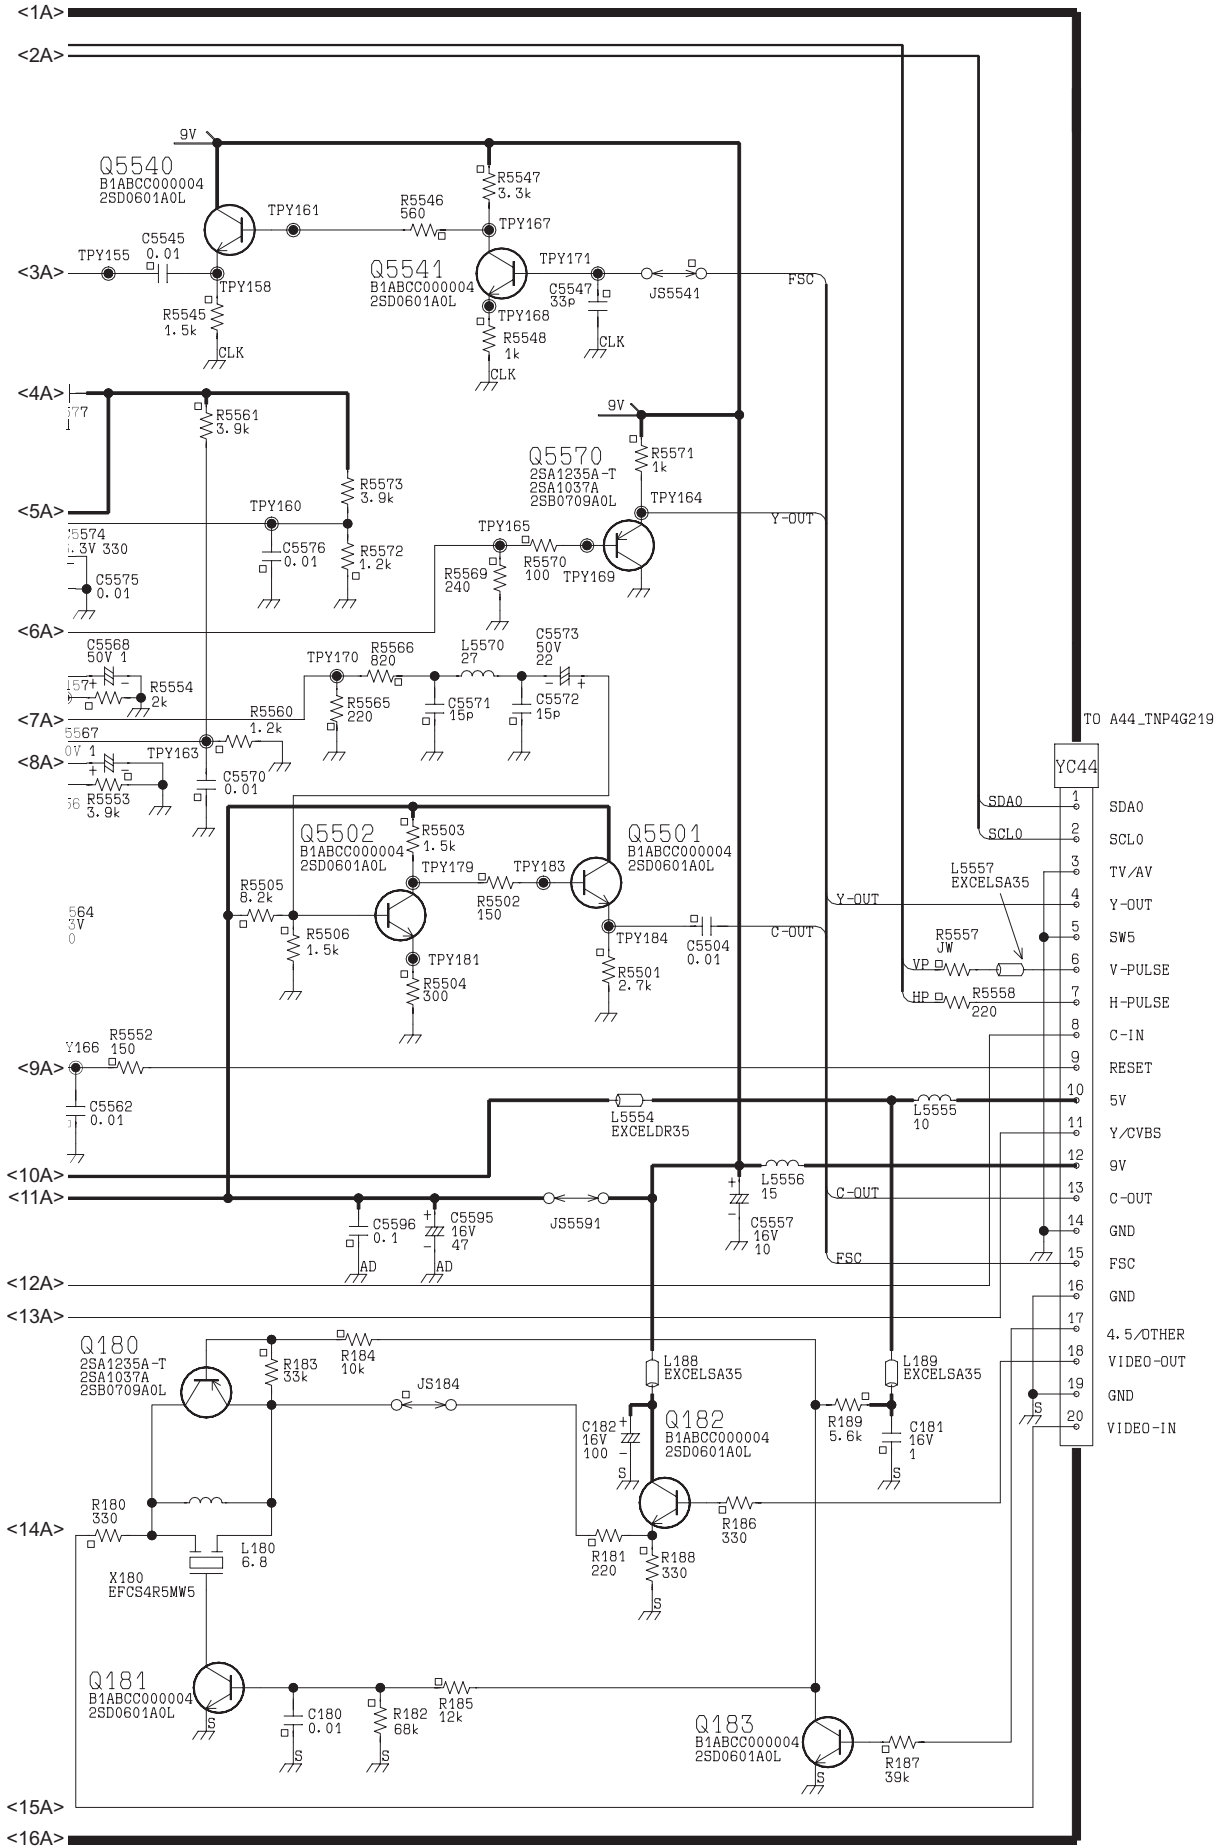 <1A>
<2A>
9V
Q5540
B1ABCC000004
2SD0601A0L
R5547
3.3k
R5546
560
TPY161
TPY167
C5545
0.01
TPY155
<3A>
TPY158
Q5541
B1ABCC000004
2SD0601A0L
TPY171
C5547
33p
JS5541
FSC
R5545
1.5k
TPY168
R5548
1k
CLK
CLK
CLK
<4A>
R5561
3.9k
9V
Q5570
2SA1235A-T
2SA1037A
2SB0709A0L
R5571
1k
R5573
3.9k
TPY164
<5A>
TPY160
Y-OUT
TPY165
5574
.3V 330
C5576
0.01
R5572
1.2k
R5570
100
TPY169
R5569
240
C5575
0.01
<6A>
C5568
50V 1
TPY170
R5566
820
L5570
27
C5573
50V
22
R5554
2k
R5565
220
C5571
15p
C5572
15p
<7A>
R5560
1.2k
TO A44_TNP4G219
5567
0V 1
TPY163
<8A>
YC44
R5553
3.9k
C5570
0.01
SDA0
1
SDA0
Q5502
B1ABCC000004
2SD0601A0L
R5503
1.5k
Q5501
B1ABCC000004
2SD0601A0L
SCL0
2
SCL0
TPY179
TPY183
L5557
EXCELSA35
3
TV/AV
R5505
8.2k
R5502
150
Y-OUT
4
Y-OUT
564
3V
0
R5506
1.5k
TPY184
C5504
0.01
C-OUT
5
SW5
R5557
JW
TPY181
VP
6
V-PULSE
R5504
300
R5501
2.7k
HP
R5558
220
7
H-PULSE
8
C-IN
Y166
R5552
150
<9A>
9
RESET
C5562
0.01
L5554
EXCELDR35
L5555
10
10
5V
11
Y/CVBS
<10A>
L5556
15
12
9V
<11A>
JS5591
C-OUT
13
C-OUT
C5596
0.1
C5595
16V
47
C5557
16V
10
14
GND
AD
AD
FSC
15
FSC
<12A>
16
GND
<13A>
17
4.5/OTHER
Q180
2SA1235A-T
2SA1037A
2SB0709A0L
R184
10k
R183
33k
L188
EXCELSA35
L189
EXCELSA35
18
VIDEO-OUT
JS184
19
GND
C182
16V
100
Q182
B1ABCC000004
2SD0601A0L
R189
5.6k
C181
16V
1
S
20
VIDEO-IN
S
S
R180
330
<14A>
R186
330
L180
6.8
R181
220
R188
330
X180
EFCS4R5MW5
S
Q181
B1ABCC000004
2SD0601A0L
R185
12k
C180
0.01
R182
68k
S
Q183
B1ABCC000004
2SD0601A0L
S
S
R187
39k
S
<15A>
<16A>